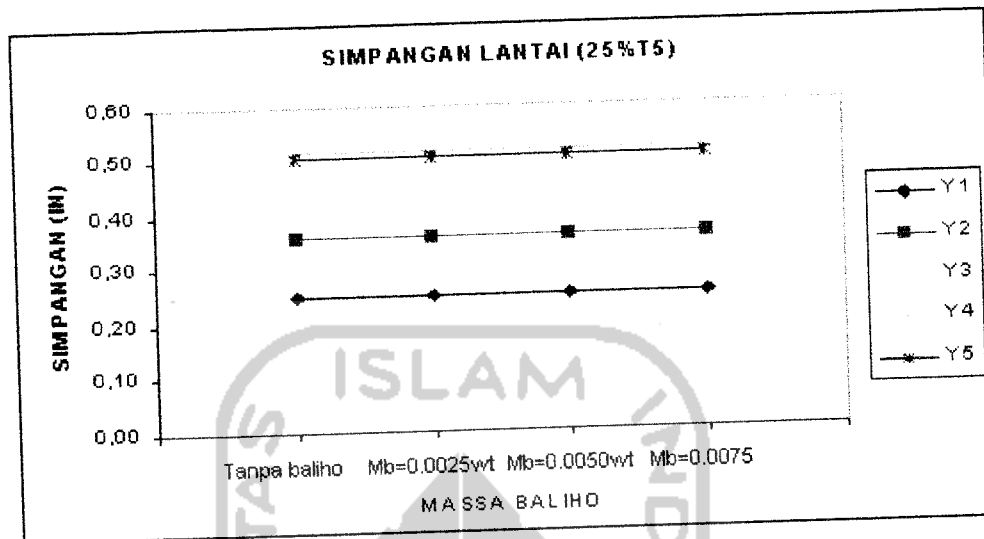 SIMPANGAN LANTAI (25%T5)
0,60
0,50
0,40
0,30
0,20
0,10
0,00
SIMPANGAN (IN)
Tanpa baliho Mb=0.0025wt Mb=0.0050wt Mb=0.0075
MASSA BALIHO
Y1
Y2
Y3
Y4
Y5
ISLAM
TAS
IND